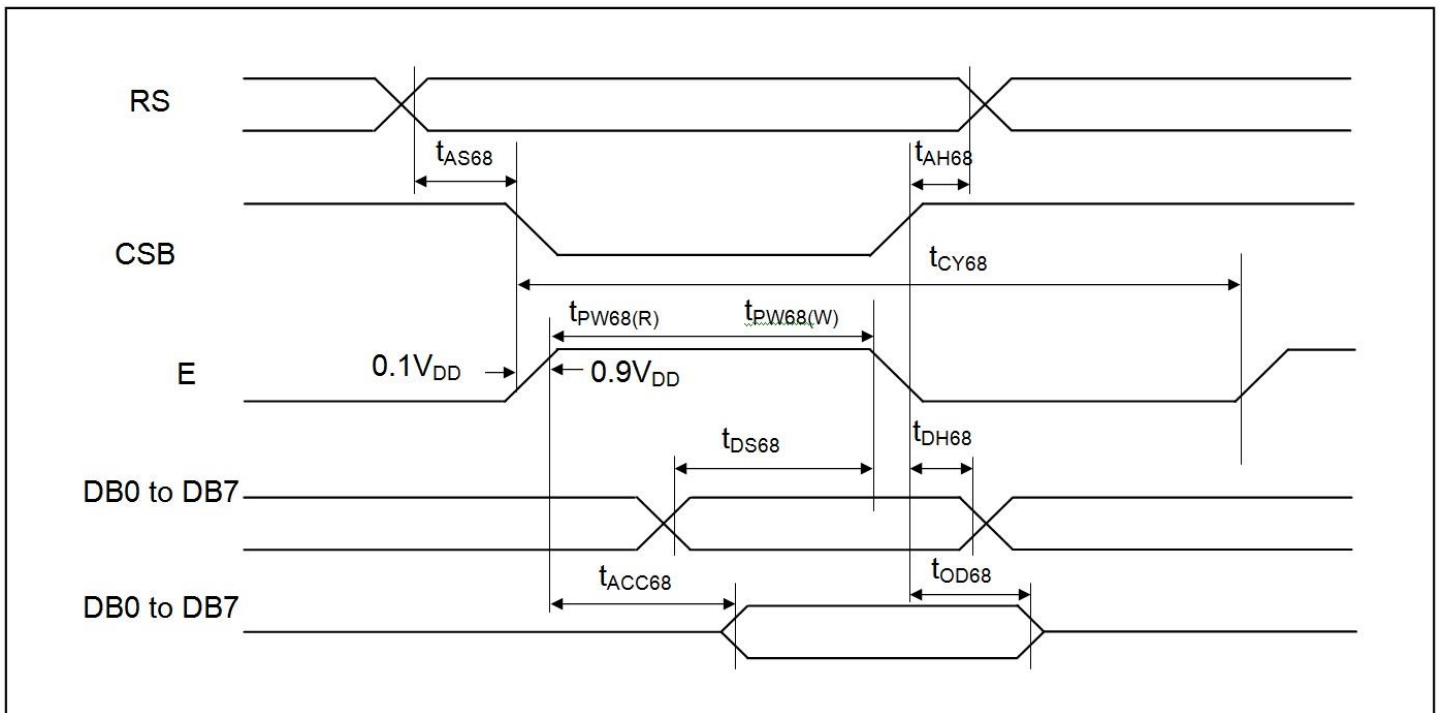 RS
tAS68
tAH68
CSB
tCY68
tPW68(R)
tPW68(W)
E
0.1VDD
0.9VDD
tDS68
tDH68
DB0 to DB7
tACC68
tOD68
DB0 to DB7